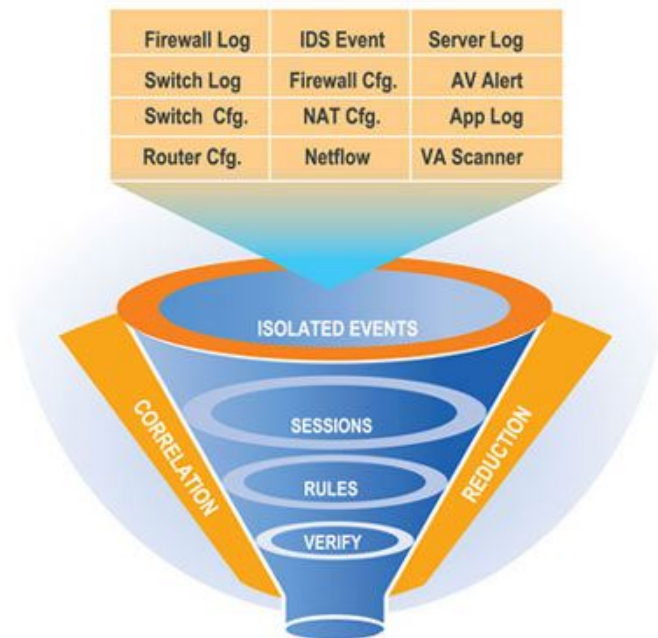 Firewall Log IDS Event Server Log
Switch Log Firewall Cfg. AV Alert
Switch Cfg. NAT Cfg. App Log
Router Cfg. Netflow VA Scanner
ISOLATED EVENTS
CORRELATION
REDUCTION
SESSIONS
RULES
VERIFY